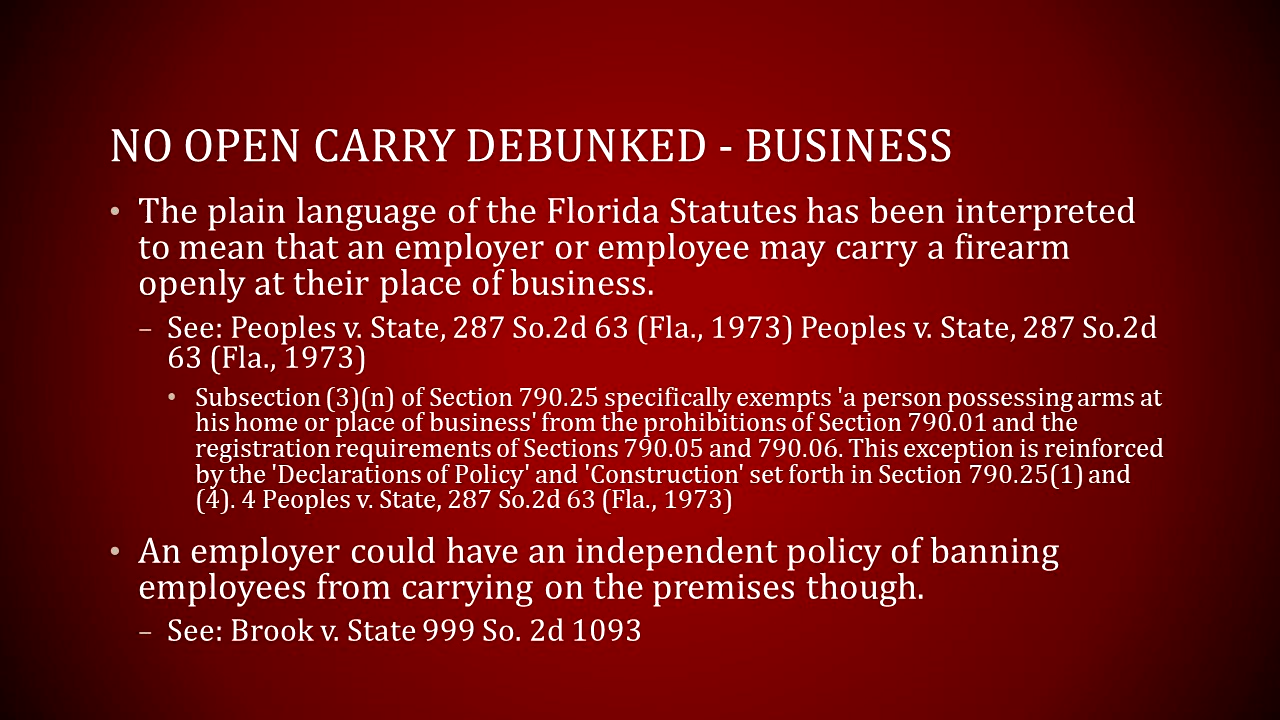 NO OPEN CARRY DEBUNKED - BUSINESS
• The plain language of the Florida Statutes has been interpreted
to mean that an employer or employee may carry a firearm
openly at their place of business.
– See: Peoples v. State, 287 So.2d 63 (Fla., 1973) Peoples v. State, 287 So.2d
63 (Fla., 1973)
• Subsection (3)(n) of Section 790.25 specifically exempts 'a person possessing arms at
his home or place of business' from the prohibitions of Section 790.01 and the
registration requirements of Sections 790.05 and 790.06. This exception is reinforced
by the 'Declarations of Policy' and 'Construction' set forth in Section 790.25(1) and
(4). 4 Peoples v. State, 287 So.2d 63 (Fla., 1973)
• An employer could have an independent policy of banning
employees from carrying on the premises though.
– See: Brook v. State 999 So. 2d 1093